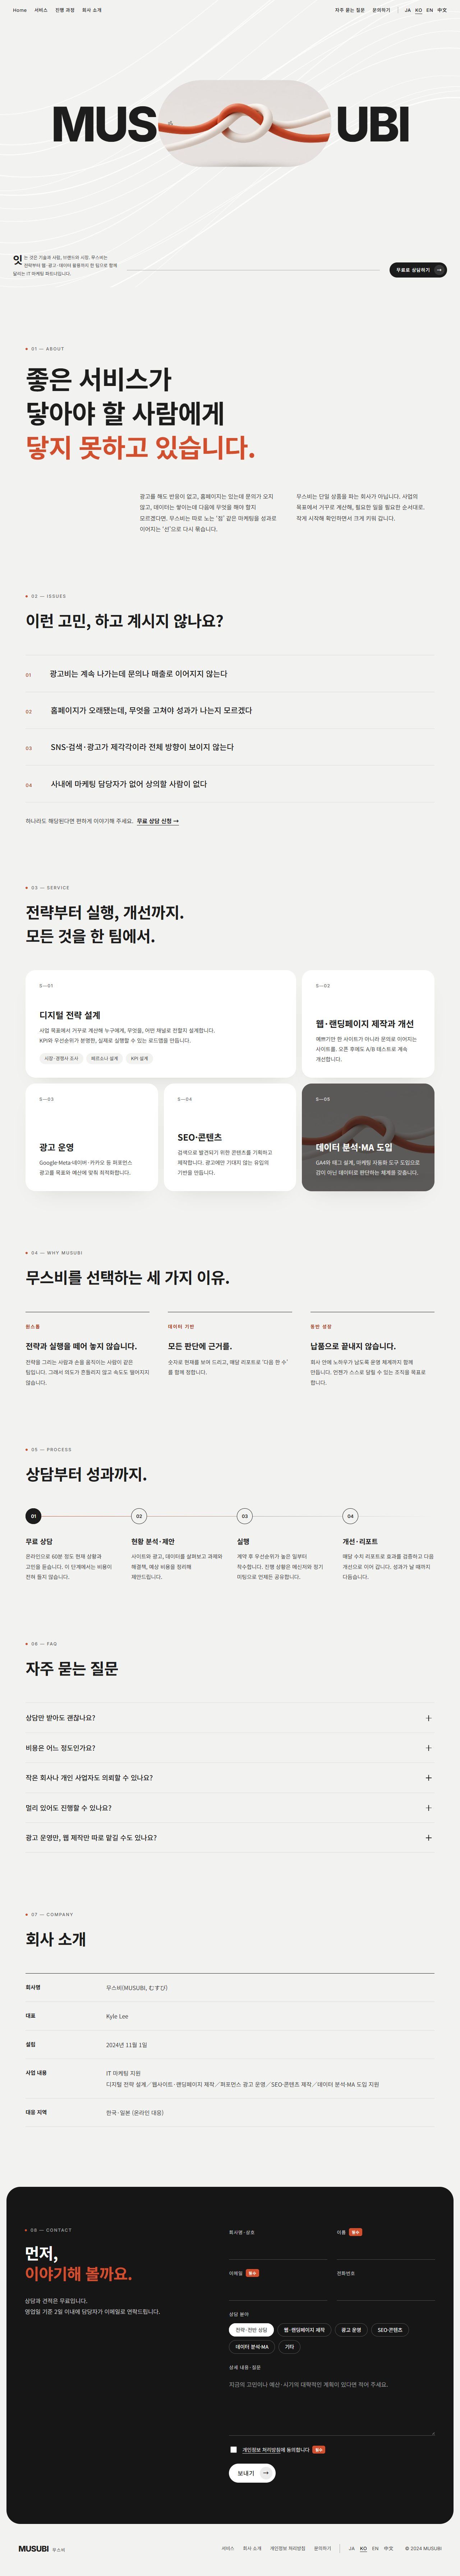 Home 서비스 진행 과정 회사 소개
자주 묻는 질문 문의하기 JA KO EN 中文
MUS UBI
잇는 것은 기술과 사람, 브랜드와 시장. 무스비는
전략부터 웹·광고·데이터 활용까지 한 팀으로 함께
달리는 IT 마케팅 파트너입니다.
무료로 상담하기 →
01 — ABOUT
좋은 서비스가
닿아야 할 사람에게
닿지 못하고 있습니다.
광고를 해도 반응이 없고, 홈페이지는 있는데 문의가 오지
않고, 데이터는 쌓이는데 다음에 무엇을 해야 할지
모르겠다면. 무스비는 따로 노는 '점' 같은 마케팅을 성과로
이어지는 '선'으로 다시 묶습니다.
무스비는 단일 상품을 파는 회사가 아닙니다. 사업의
목표에서 거꾸로 계산해, 필요한 일을 필요한 순서대로.
작게 시작해 확인하면서 크게 키워 갑니다.
02 — ISSUES
이런 고민, 하고 계시지 않나요?
01 광고비는 계속 나가는데 문의나 매출로 이어지지 않는다
02 홈페이지가 오래됐는데, 무엇을 고쳐야 성과가 나는지 모르겠다
03 SNS·검색·광고가 제각각이라 전체 방향이 보이지 않는다
04 사내에 마케팅 담당자가 없어 상의할 사람이 없다
하나라도 해당된다면 편하게 이야기해 주세요. 무료 상담 신청 →
03 — SERVICE
전략부터 실행, 개선까지.
모든 것을 한 팀에서.
S—01
디지털 전략 설계
사업 목표에서 거꾸로 계산해 누구에게, 무엇을, 어떤 채널로 전할지 설계합니다.
KPI와 우선순위가 분명한, 실제로 실행할 수 있는 로드맵을 만듭니다.
시장·경쟁사 조사 페르소나 설계 KPI 설계
S—02
웹·랜딩페이지 제작과 개선
예쁘기만 한 사이트가 아니라 문의로 이어지는
사이트를. 오픈 후에도 A/B 테스트로 계속
개선합니다.
S—03
광고 운영
Google·Meta·네이버·카카오 등 퍼포먼스
광고를 목표와 예산에 맞춰 최적화합니다.
S—04
SEO·콘텐츠
검색으로 발견되기 위한 콘텐츠를 기획하고
제작합니다. 광고에만 기대지 않는 유입의
기반을 만듭니다.
S—05
데이터 분석·MA 도입
GA4와 태그 설계, 마케팅 자동화 도구 도입으로
감이 아닌 데이터로 판단하는 체계를 갖춥니다.
04 — WHY MUSUBI
무스비를 선택하는 세 가지 이유.
원스톱
전략과 실행을 떼어 놓지 않습니다.
전략을 그리는 사람과 손을 움직이는 사람이 같은
팀입니다. 그래서 의도가 흔들리지 않고 속도도 떨어지지
않습니다.
데이터 기반
모든 판단에 근거를.
숫자로 현재를 보여 드리고, 매달 리포트로 '다음 한 수'
를 함께 정합니다.
동반 성장
납품으로 끝내지 않습니다.
회사 안에 노하우가 남도록 운영 체계까지 함께
만듭니다. 언젠가 스스로 달릴 수 있는 조직을 목표로
합니다.
05 — PROCESS
상담부터 성과까지.
01
무료 상담
온라인으로 60분 정도 현재 상황과
고민을 듣습니다. 이 단계에서는 비용이
전혀 들지 않습니다.
02
현황 분석·제안
사이트와 광고, 데이터를 살펴보고 과제와
해결책, 예상 비용을 정리해
제안드립니다.
03
실행
계약 후 우선순위가 높은 일부터
착수합니다. 진행 상황은 메신저와 정기
미팅으로 언제든 공유합니다.
04
개선·리포트
매달 수치 리포트로 효과를 검증하고 다음
개선으로 이어 갑니다. 성과가 날 때까지
다듬습니다.
06 — FAQ
자주 묻는 질문
상담만 받아도 괜찮나요? +
비용은 어느 정도인가요? +
작은 회사나 개인 사업자도 의뢰할 수 있나요? +
멀리 있어도 진행할 수 있나요? +
광고 운영만, 웹 제작만 따로 맡길 수도 있나요? +
07 — COMPANY
회사 소개
회사명 무스비(MUSUBI, むすび)
대표 Kyle Lee
설립 2024년 11월 1일
사업 내용 IT 마케팅 지원
디지털 전략 설계／웹사이트·랜딩페이지 제작／퍼포먼스 광고 운영／SEO·콘텐츠 제작／데이터 분석·MA 도입 지원
대응 지역 한국·일본 (온라인 대응)
08 — CONTACT
먼저,
이야기해 볼까요.
상담과 견적은 무료입니다.
영업일 기준 2일 이내에 담당자가 이메일로 연락드립니다.
회사명·상호
이름 필수
이메일 필수
전화번호
상담 분야
전략·전반 상담 웹·랜딩페이지 제작 광고 운영 SEO·콘텐츠
데이터 분석·MA 기타
상세 내용·질문
지금의 고민이나 예산·시기의 대략적인 계획이 있다면 적어 주세요.
개인정보 처리방침에 동의합니다 필수
보내기 →
MUSUBI 무스비
서비스 회사 소개 개인정보 처리방침 문의하기 JA KO EN 中文 © 2024 MUSUBI